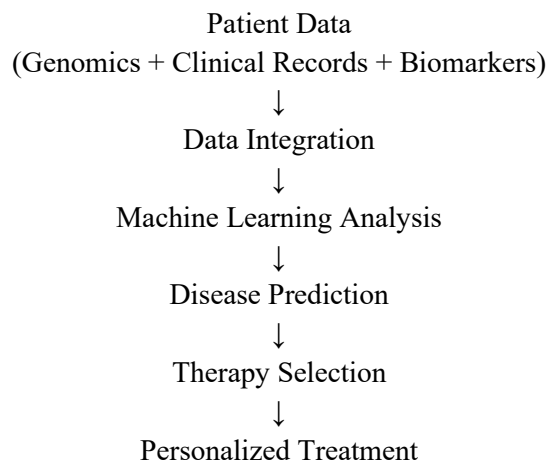 Patient Data
(Genomics + Clinical Records + Biomarkers)
↓
Data Integration
↓
Machine Learning Analysis
↓
Disease Prediction
↓
Therapy Selection
↓
Personalized Treatment